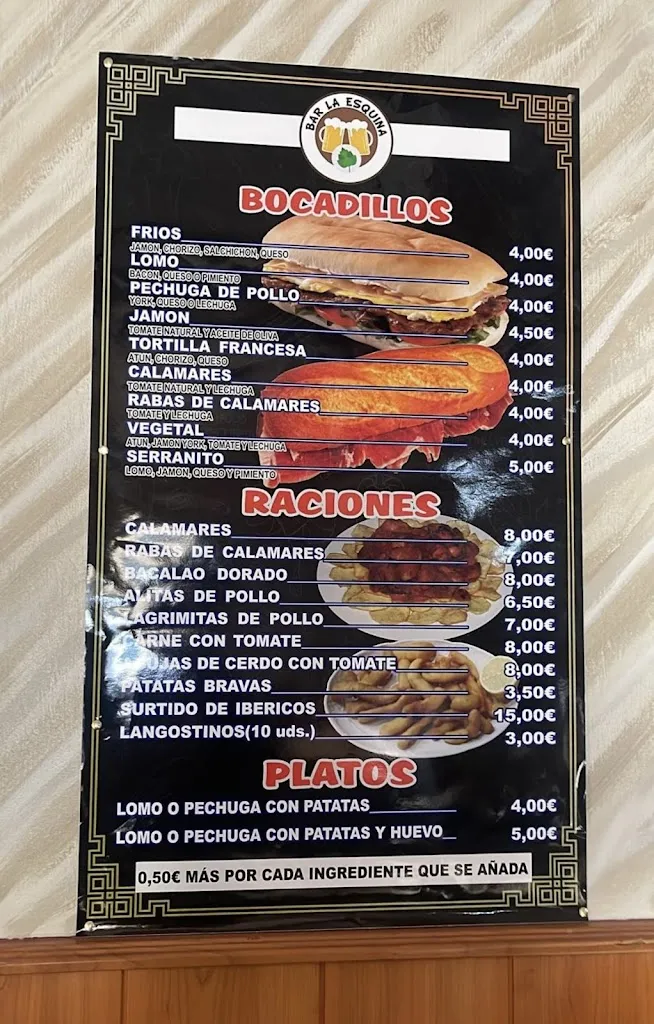 BAR LA ESQUINA
BOCADILLOS
FRIOS 4,00€
JAMON, CHORIZO, SALCHICHON, QUESO
LOMO 4,00€
BACON, QUESO O PIMIENTO
PECHUGA DE POLLO 4,00€
YORK, QUESO O LECHUGA
JAMON 4,50€
TOMATE NATURAL Y ACEITE DE OLIVA
TORTILLA FRANCESA 4,00€
ATUN, CHORIZO, QUESO
CALAMARES 4,00€
TOMATE NATURAL Y LECHUGA
RABAS DE CALAMARES 4,00€
TOMATE Y LECHUGA
VEGETAL 4,00€
ATUN, JAMON YORK, TOMATE Y LECHUGA
SERRANITO 5,00€
LOMO, JAMON, QUESO Y PIMIENTO
RACIONES
CALAMARES 8,00€
RABAS DE CALAMARES 7,00€
BACALAO DORADO 8,00€
ALITAS DE POLLO 6,50€
LAGRIMITAS DE POLLO 7,00€
CARNE CON TOMATE 8,00€
DE CERDO CON TOMATE 8,00€
PATATAS BRAVAS 3,50€
SURTIDO DE IBERICOS 15,00€
LANGOSTINOS(10 uds.) 3,00€
PLATOS
LOMO O PECHUGA CON PATATAS 4,00€
LOMO O PECHUGA CON PATATAS Y HUEVO 5,00€
0,50€ MÁS POR CADA INGREDIENTE QUE SE AÑADA